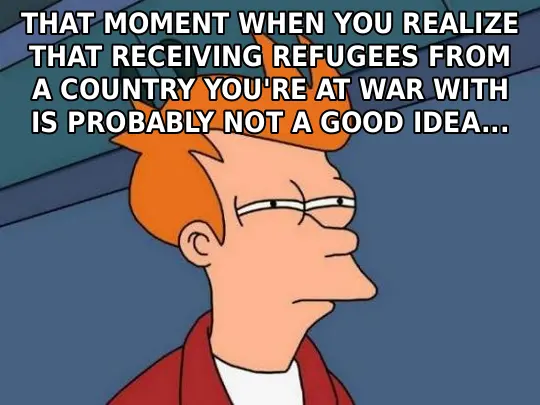 THAT MOMENT WHEN YOU REALIZE
THAT RECEIVING REFUGEES FROM
A COUNTRY YOU'RE AT WAR WITH
IS PROBABLY NOT A GOOD IDEA...